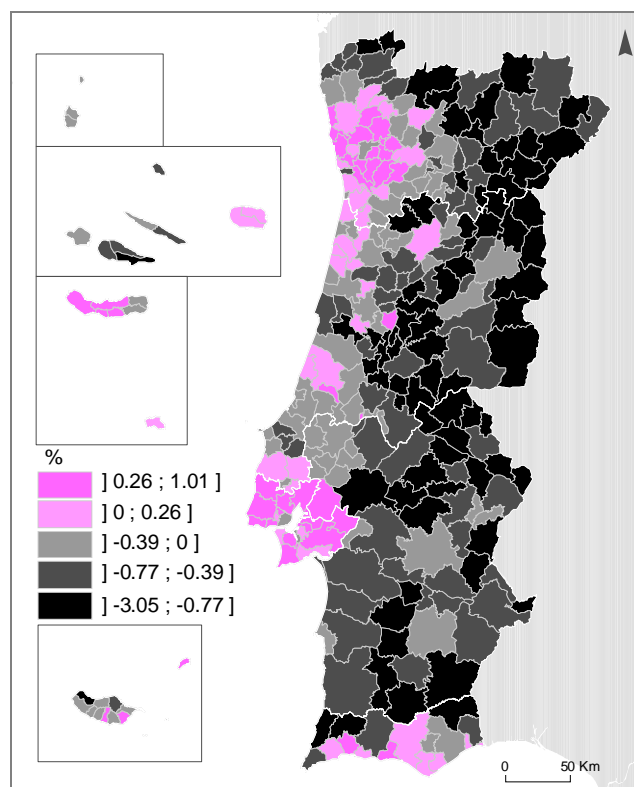 %
] 0.26 ; 1.01 ]
] 0 ; 0.26 ]
] -0.39 ; 0 ]
] -0.77 ; -0.39 ]
] -3.05 ; -0.77 ]
0 50 Km